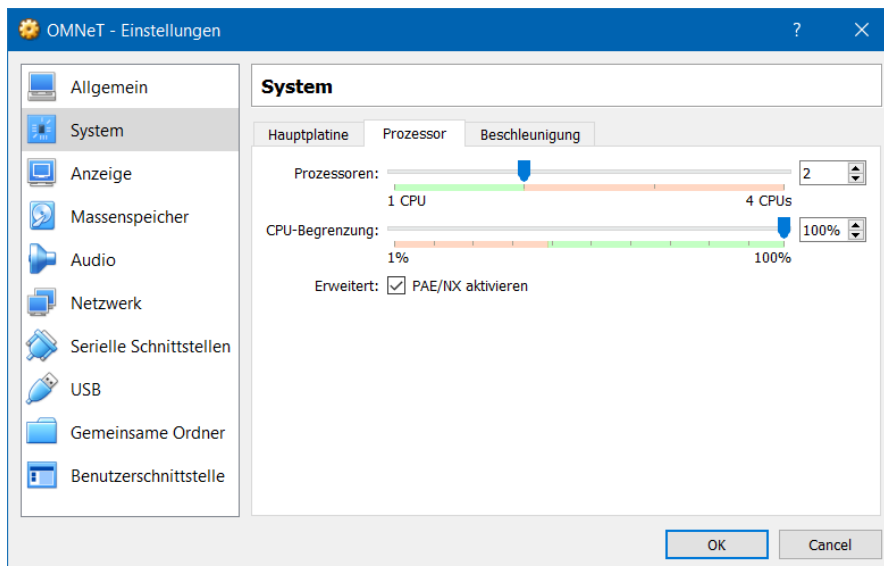 OMNeT - Einstellungen
?
Allgemein
System
Anzeige
Massenspeicher
Audio
Netzwerk
Serielle Schnittstellen
USB
Gemeinsame Ordner
Benutzerschnittstelle
System
Hauptplatine Prozessor Beschleunigung
Prozessoren: 2
1 CPU 4 CPUs
CPU-Begrenzung: 100%
1% 100%
Erweitert: PAE/NX aktivieren
OK Cancel